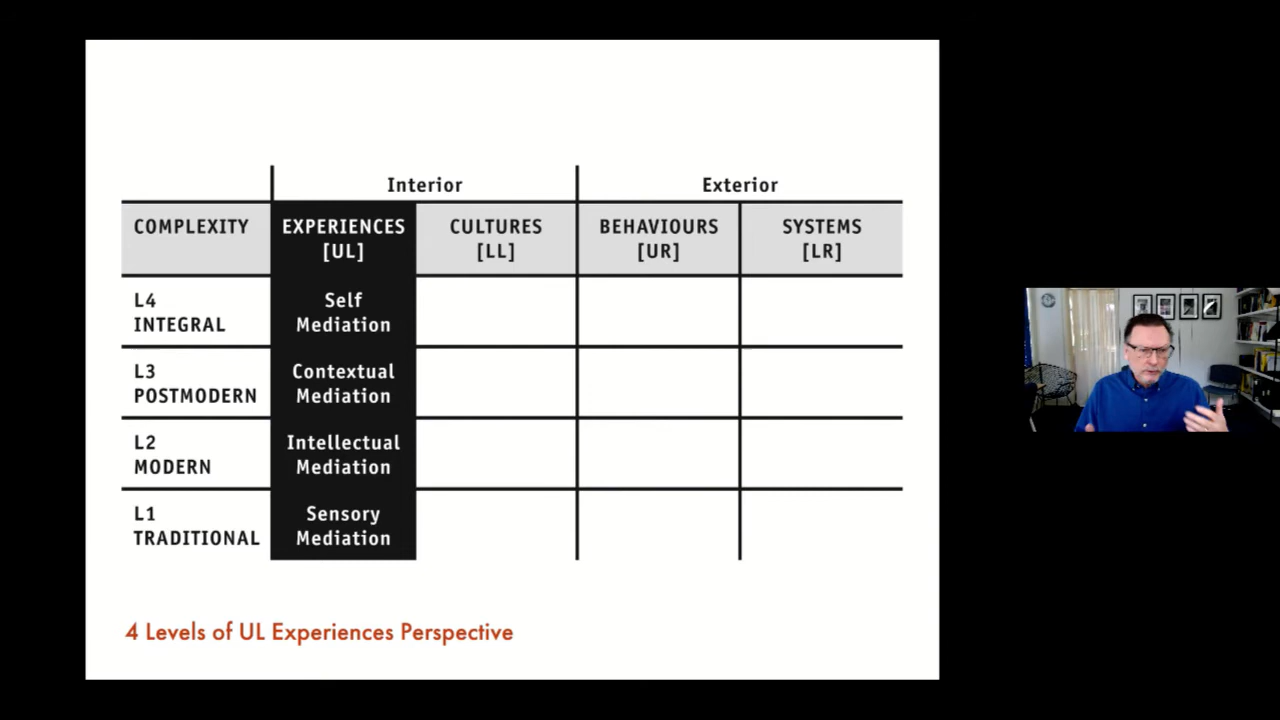 Interior
Exterior
COMPLEXITY
EXPERIENCES
[UL]
CULTURES
[LL]
BEHAVIOURS
[UR]
SYSTEMS
[LR]
L4
INTEGRAL
Self
Mediation
L3
POSTMODERN
Contextual
Mediation
L2
MODERN
Intellectual
Mediation
L1
TRADITIONAL
Sensory
Mediation
4 Levels of UL Experiences Perspective